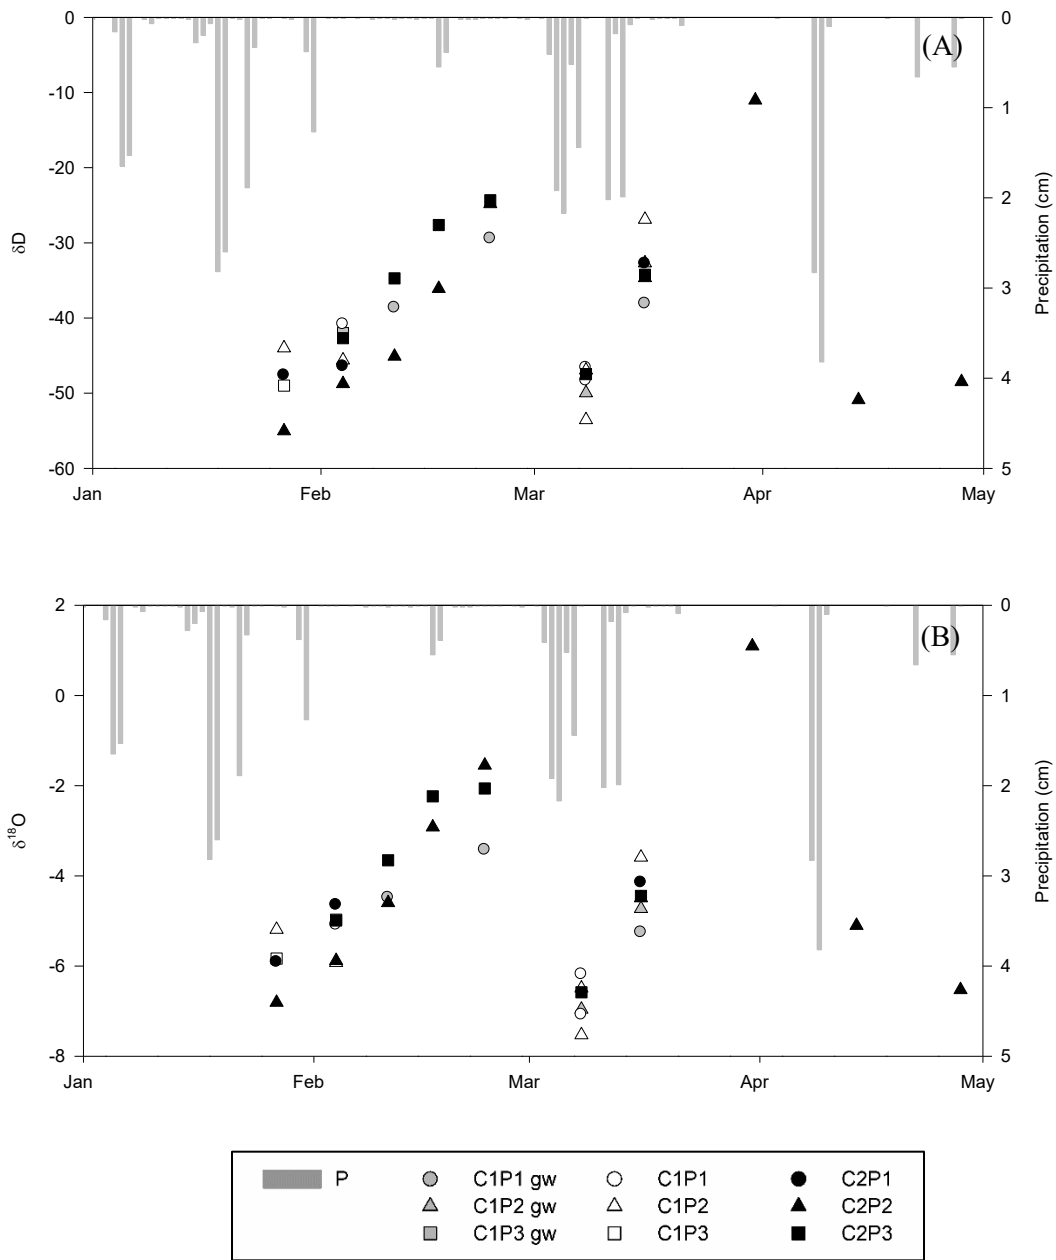 (A)
0
-10
-20
-30
-40
-50
-60
δD
0
1
2
3
4
5
Precipitation (cm)
Jan Feb Mar Apr May
(B)
2
0
-2
-4
-6
-8
δ18O
0
1
2
3
4
5
Precipitation (cm)
Jan Feb Mar Apr May
P C1P1 gw C1P1 C2P1
C1P2 gw C1P2 C2P2
C1P3 gw C1P3 C2P3